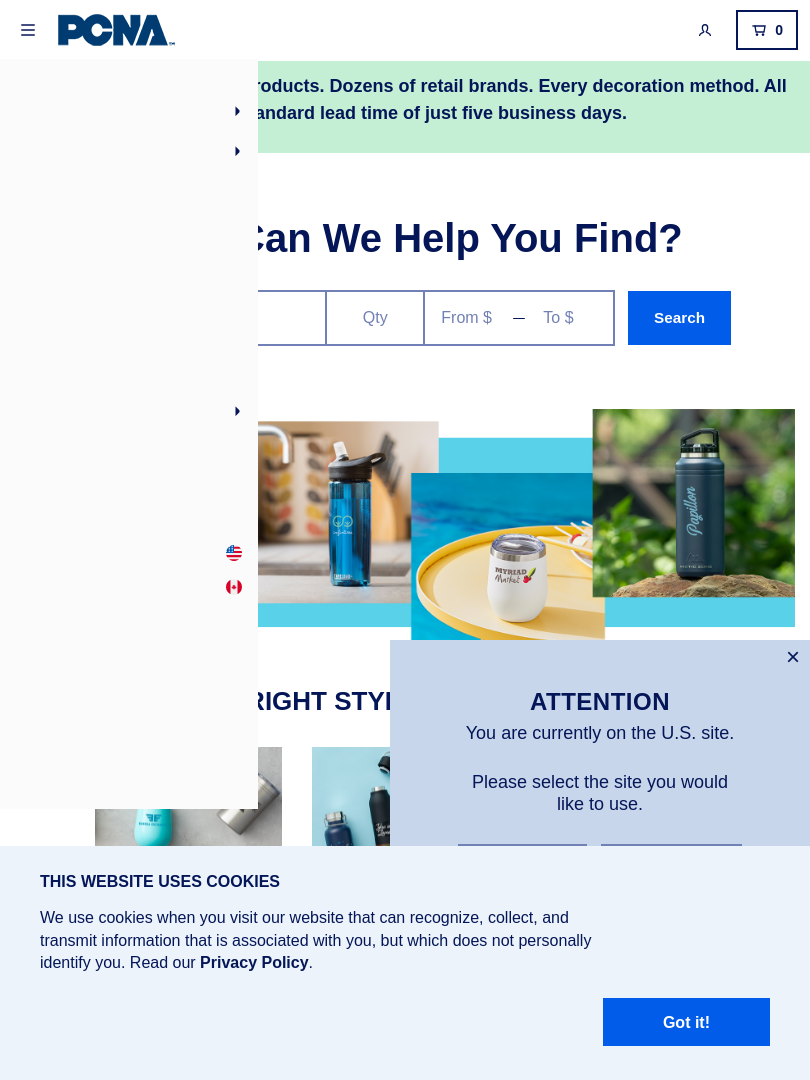 PCNA
0
roducts. Dozens of retail brands. Every decoration method. All
andard lead time of just five business days.
Can We Help You Find?
Qty
From $ — To $
Search
Papillon
MYRIAD
Market
RIGHT STY
ATTENTION
You are currently on the U.S. site.
Please select the site you would
like to use.
THIS WEBSITE USES COOKIES
We use cookies when you visit our website that can recognize, collect, and
transmit information that is associated with you, but which does not personally
identify you. Read our Privacy Policy.
Got it!